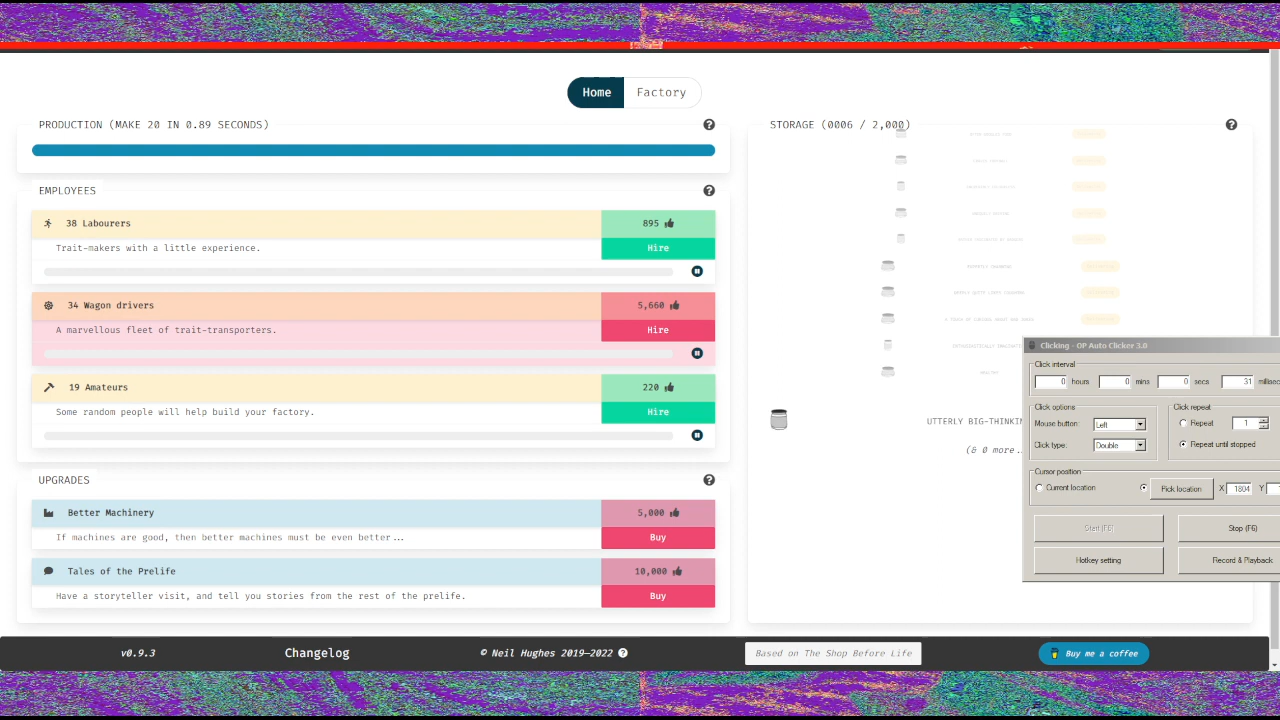 Home Factory
PRODUCTION (MAKE 20 IN 0.39 SECONDS)
STORAGE (0006 / 2,000)
EMPLOYEES
38 Labourers 895
Trait-makers with a little experience. Hire
34 Wagon drivers 5,660
A marvellous fleet of trait-transporters. Hire
19 Amateurs 220
Some random people will help build your factory. Hire
UTTERLY BIG-THINKIN
(& 0 more..
UPGRADES
Better Machinery 5,000
If machines are good, then better machines must be even better... Buy
Tales of the Prelife 10,000
Have a storyteller visit, and tell you stories from the rest of the prelife. Buy
Clicking - OP Auto Clicker 3.0
Click interval
0 hours 0 mins 0 secs 31 millisec
Click options Click repeat
Mouse button: Left Repeat 1
Click type: Double Repeat until stopped
Cursor position
Current location Pick location X 1804 Y
Start (F6) Stop (F6)
Hotkey setting Record & Playback
v0.9.3 Changelog © Neil Hughes 2019–2022 Based on The Shop Before Life Buy me a coffee